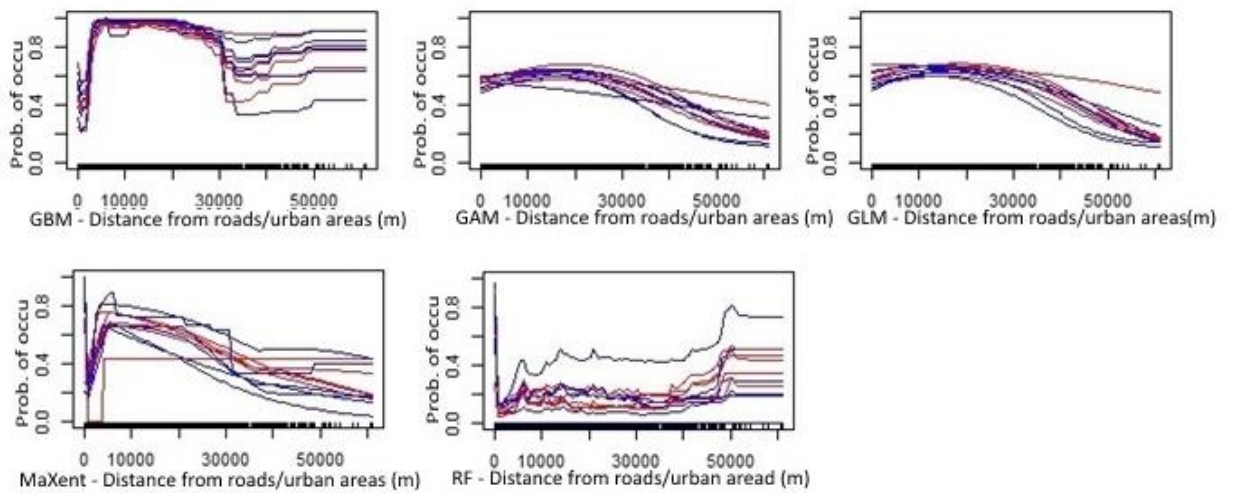 Prob. of occu
0.0 0.4 0.8
0 10000 30000 50000
GBM - Distance from roads/urban areas (m)
Prob. of occu
0.0 0.4 0.8
0 10000 30000 50000
GAM - Distance from roads/urban areas (m)
Prob. of occu
0.0 0.4 0.8
0 10000 30000 50000
GLM - Distance from roads/urban areas(m)
Prob. of occu
0.0 0.4 0.8
0 10000 30000 50000
MaXent - Distance from roads/urban areas (m)
Prob. of occu
0.0 0.4 0.8
0 10000 30000 50000
RF - Distance from roads/urban aread (m)